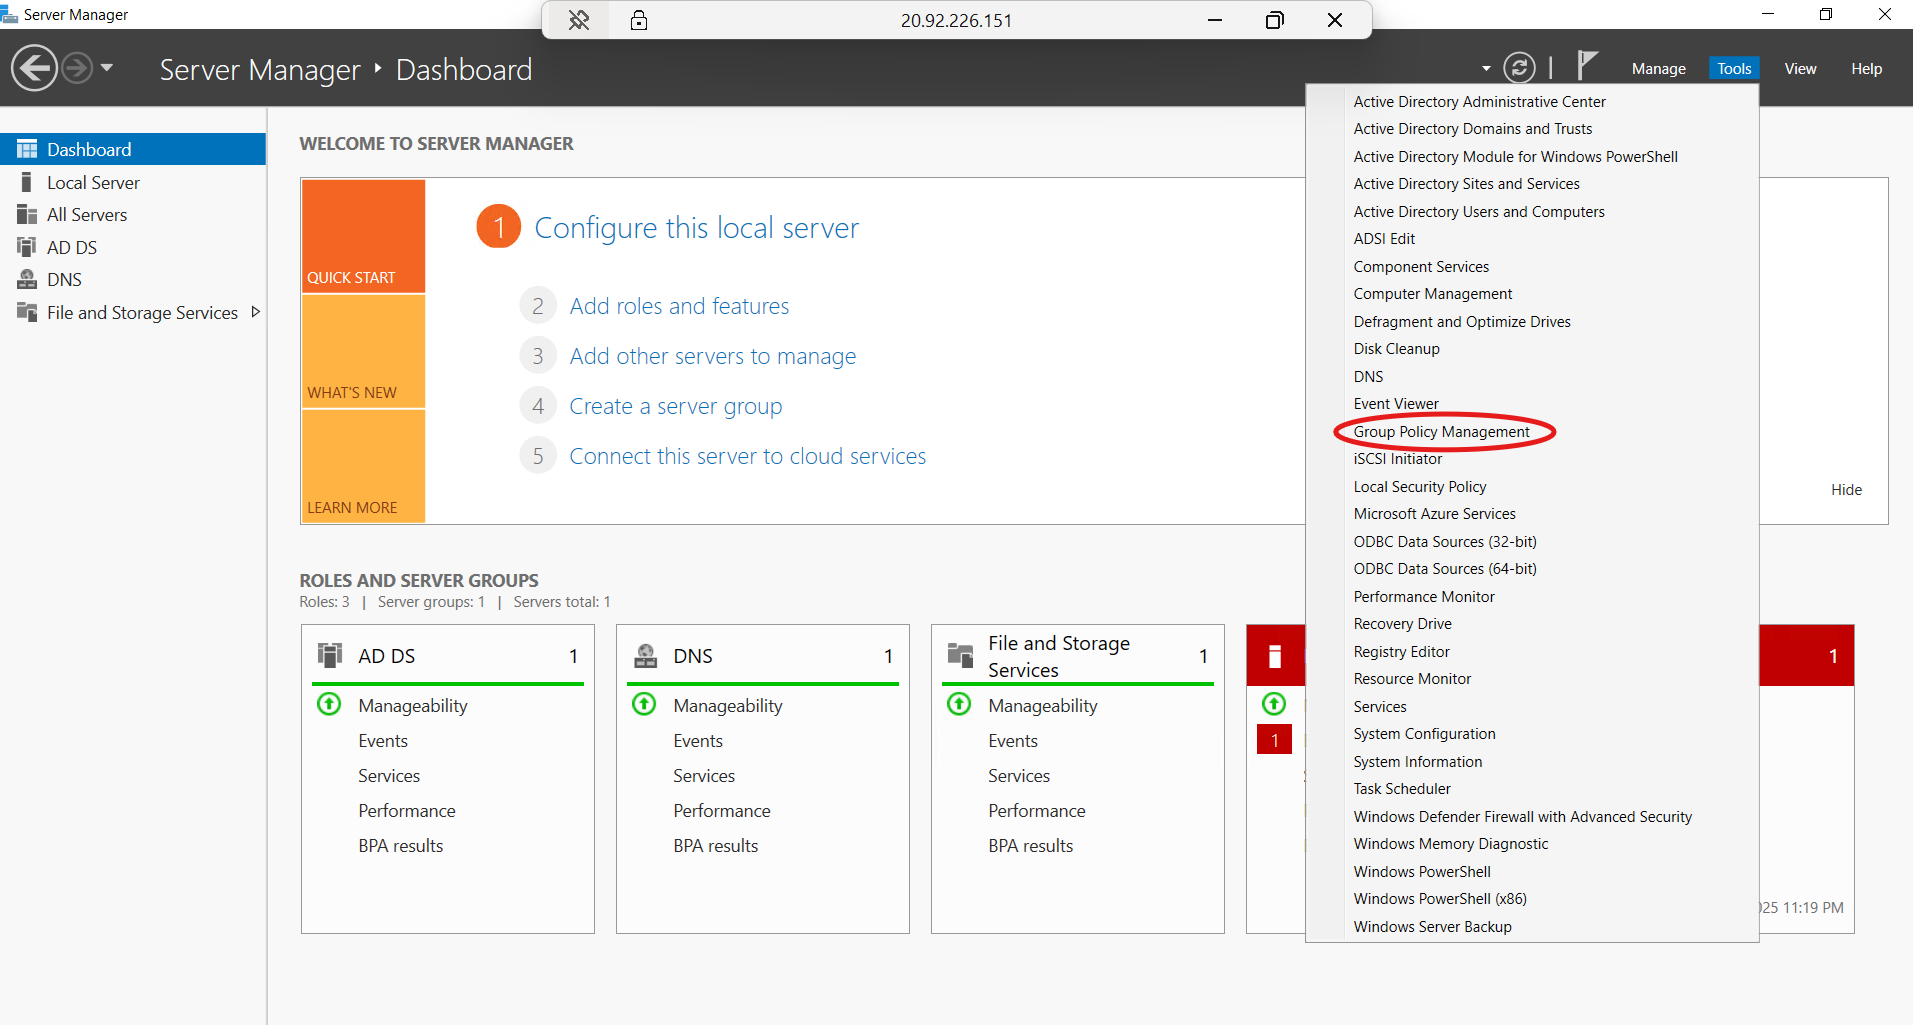 Server Manager
20.92.226.151
Server Manager Dashboard
Manage
Tools
View
Help
Dashboard
Local Server
All Servers
AD DS
DNS
File and Storage Services
WELCOME TO SERVER MANAGER
QUICK START
WHAT'S NEW
LEARN MORE
1 Configure this local server
2 Add roles and features
3 Add other servers to manage
4 Create a server group
5 Connect this server to cloud services
Hide
ROLES AND SERVER GROUPS
Roles: 3 | Server groups: 1 | Servers total: 1
AD DS 1
Manageability
Events
Services
Performance
BPA results
DNS 1
Manageability
Events
Services
Performance
BPA results
File and Storage
Services 1
Manageability
Events
Services
Performance
BPA results
1
1
25 11:19 PM
Active Directory Administrative Center
Active Directory Domains and Trusts
Active Directory Module for Windows PowerShell
Active Directory Sites and Services
Active Directory Users and Computers
ADSI Edit
Component Services
Computer Management
Defragment and Optimize Drives
Disk Cleanup
DNS
Event Viewer
Group Policy Management
iSCSI Initiator
Local Security Policy
Microsoft Azure Services
ODBC Data Sources (32-bit)
ODBC Data Sources (64-bit)
Performance Monitor
Recovery Drive
Registry Editor
Resource Monitor
Services
System Configuration
System Information
Task Scheduler
Windows Defender Firewall with Advanced Security
Windows Memory Diagnostic
Windows PowerShell
Windows PowerShell (x86)
Windows Server Backup